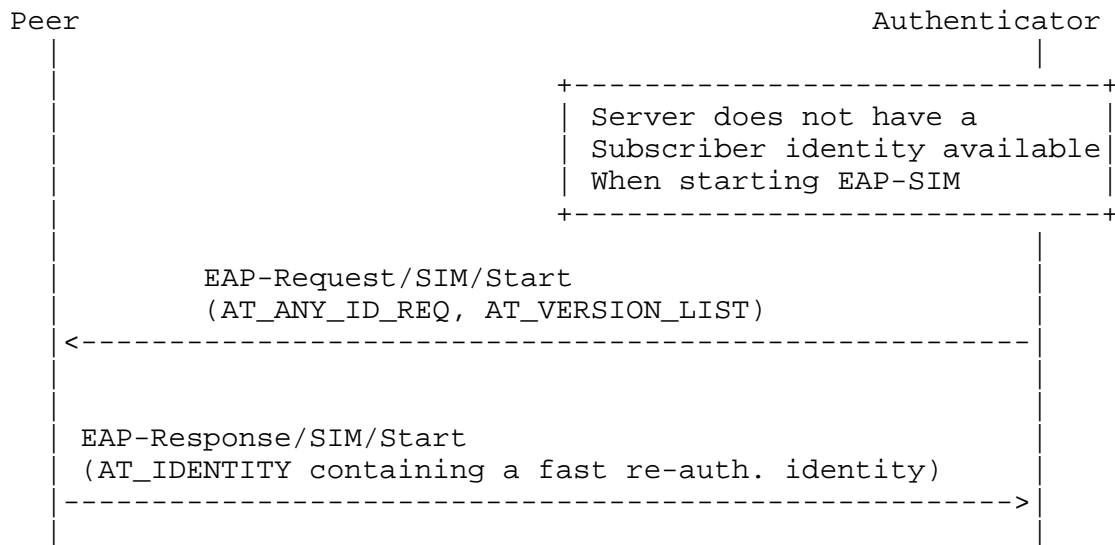 Peer Authenticator
Server does not have a
Subscriber identity available
When starting EAP-SIM
EAP-Request/SIM/Start
(AT_ANY_ID_REQ, AT_VERSION_LIST)
EAP-Response/SIM/Start
(AT_IDENTITY containing a fast re-auth. identity)